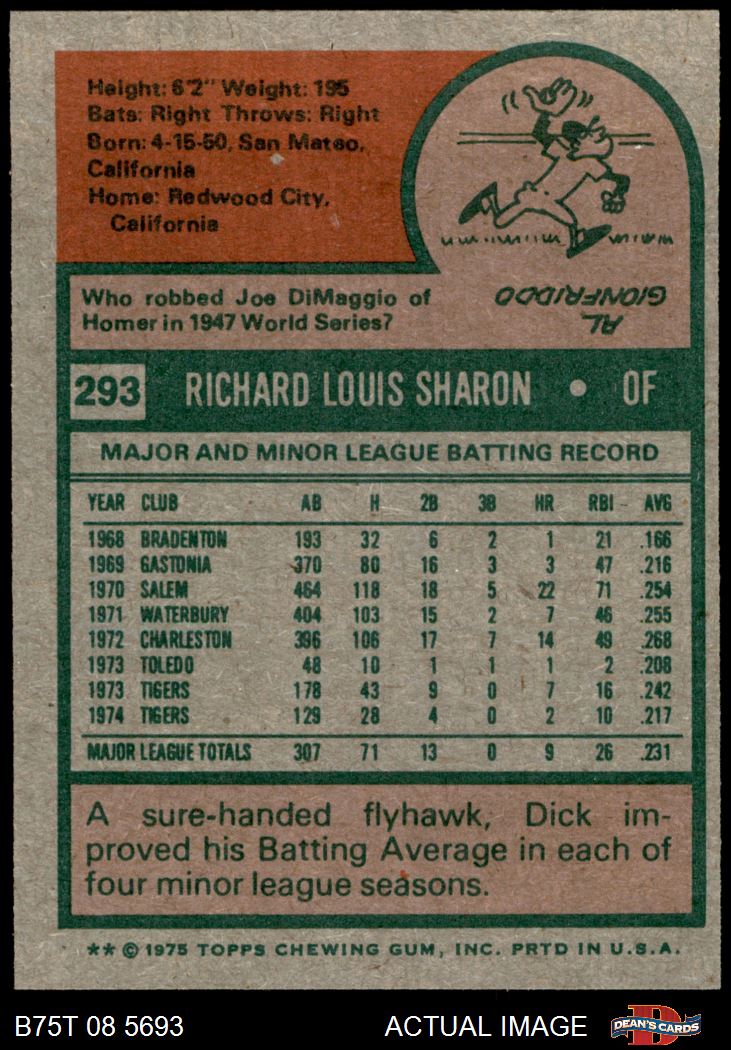 Height: 6'2" Weight: 195
Bats: Right Throws: Right
Born: 4-15-50, San Mateo,
California
Home: Redwood City,
California
Who robbed Joe DiMaggio of
Homer in 1947 World Series?
AL
GIONFRIDDO
293 RICHARD LOUIS SHARON • OF
MAJOR AND MINOR LEAGUE BATTING RECORD
YEAR CLUB AB H 2B 3B HR RBI AVG
1968 BRADENTON 193 32 6 2 1 21 .166
1969 GASTONIA 370 80 16 3 3 47 .216
1970 SALEM 464 118 18 5 22 71 .254
1971 WATERBURY 404 103 15 2 7 46 .255
1972 CHARLESTON 396 106 17 7 14 49 .268
1973 TOLEDO 48 10 1 1 1 2 .208
1973 TIGERS 178 43 9 0 7 16 .242
1974 TIGERS 129 28 4 0 2 10 .217
MAJOR LEAGUE TOTALS 307 71 13 0 9 26 .231
A sure-handed flyhawk, Dick im-
proved his Batting Average in each of
four minor league seasons.
** © 1975 TOPPS CHEWING GUM, INC. PRTD IN U.S.A.
B75T 08 5693 ACTUAL IMAGE D DEAN'S CARDS